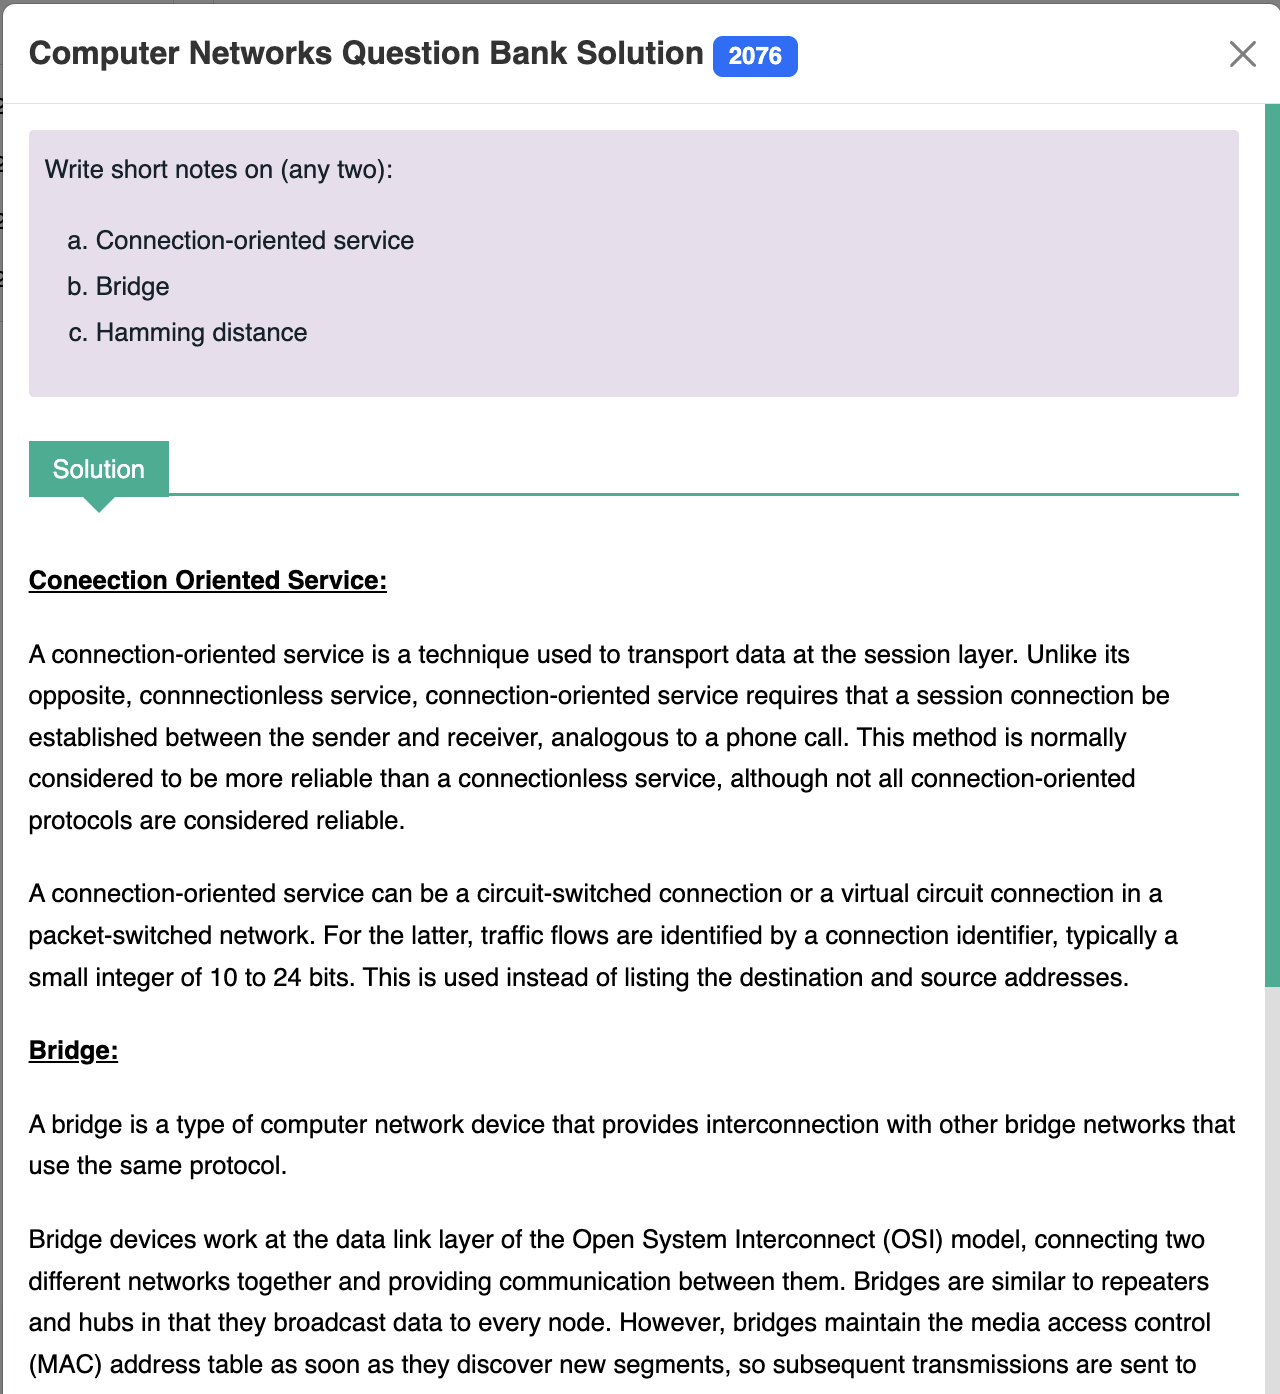 Computer Networks Question Bank Solution 2076
Write short notes on (any two):
a. Connection-oriented service
b. Bridge
c. Hamming distance
Solution
Coneection Oriented Service:
A connection-oriented service is a technique used to transport data at the session layer. Unlike its
opposite, connnectionless service, connection-oriented service requires that a session connection be
established between the sender and receiver, analogous to a phone call. This method is normally
considered to be more reliable than a connectionless service, although not all connection-oriented
protocols are considered reliable.
A connection-oriented service can be a circuit-switched connection or a virtual circuit connection in a
packet-switched network. For the latter, traffic flows are identified by a connection identifier, typically a
small integer of 10 to 24 bits. This is used instead of listing the destination and source addresses.
Bridge:
A bridge is a type of computer network device that provides interconnection with other bridge networks that
use the same protocol.
Bridge devices work at the data link layer of the Open System Interconnect (OSI) model, connecting two
different networks together and providing communication between them. Bridges are similar to repeaters
and hubs in that they broadcast data to every node. However, bridges maintain the media access control
(MAC) address table as soon as they discover new segments, so subsequent transmissions are sent to